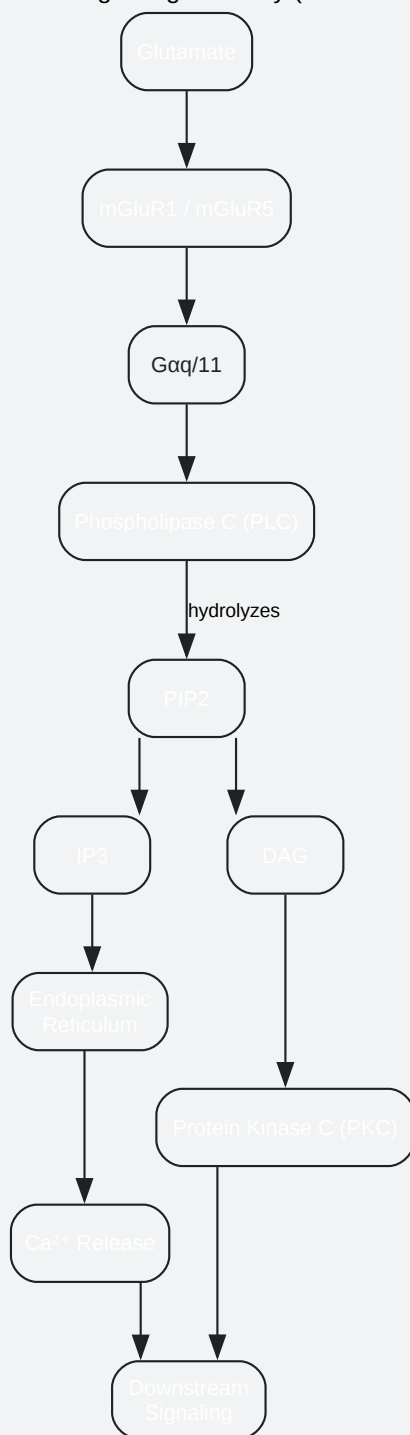 Glutamate
mGluR1 / mGluR5
Gαq/11
Phospholipase C (PLC)
hydrolyzes
PIP2
IP3
DAG
Endoplasmic
Reticulum
Protein Kinase C (PKC)
Ca²⁺ Release
Downstream
Signaling